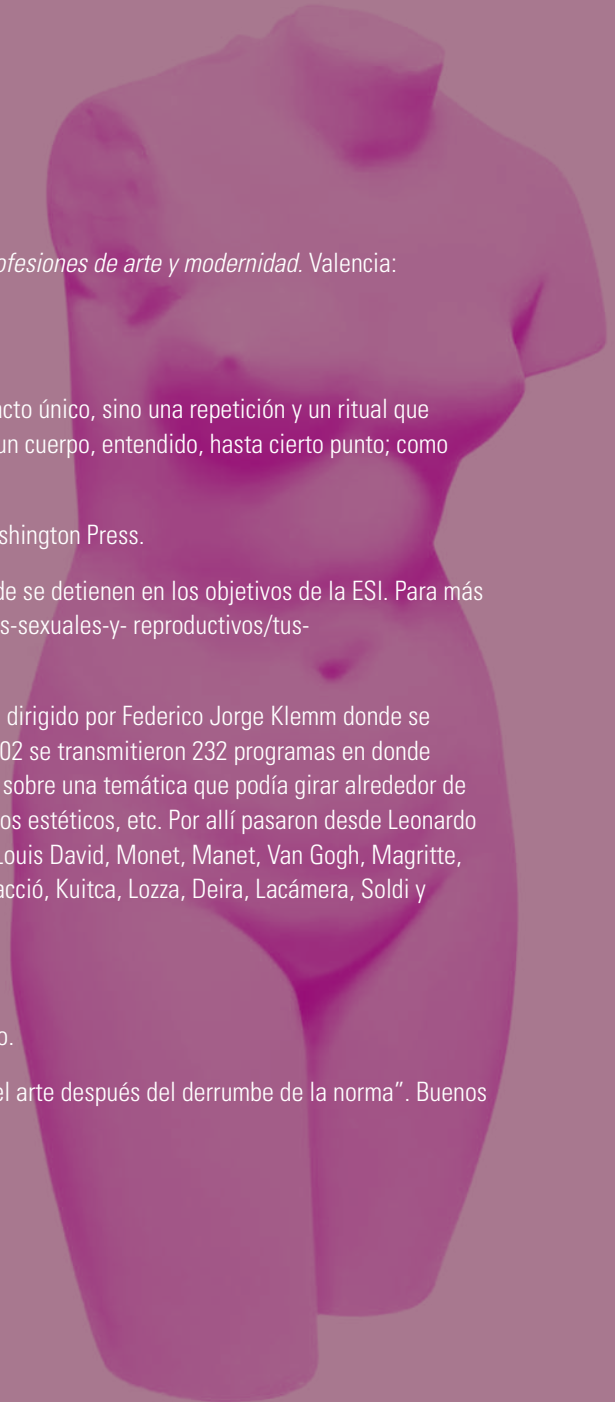 ofesiones de arte y modernidad. Valencia:
acto único, sino una repetición y un ritual que
un cuerpo, entendido, hasta cierto punto; como
shington Press.
de se detienen en los objetivos de la ESI. Para más
s-sexuales-y- reproductivos/tus-
dirigido por Federico Jorge Klemm donde se
02 se transmitieron 232 programas en donde
sobre una temática que podía girar alrededor de
os estéticos, etc. Por allí pasaron desde Leonardo
Louis David, Monet, Manet, Van Gogh, Magritte,
acció, Kuitca, Lozza, Deira, Lacámera, Soldi y
o.
el arte después del derrumbe de la norma”. Buenos